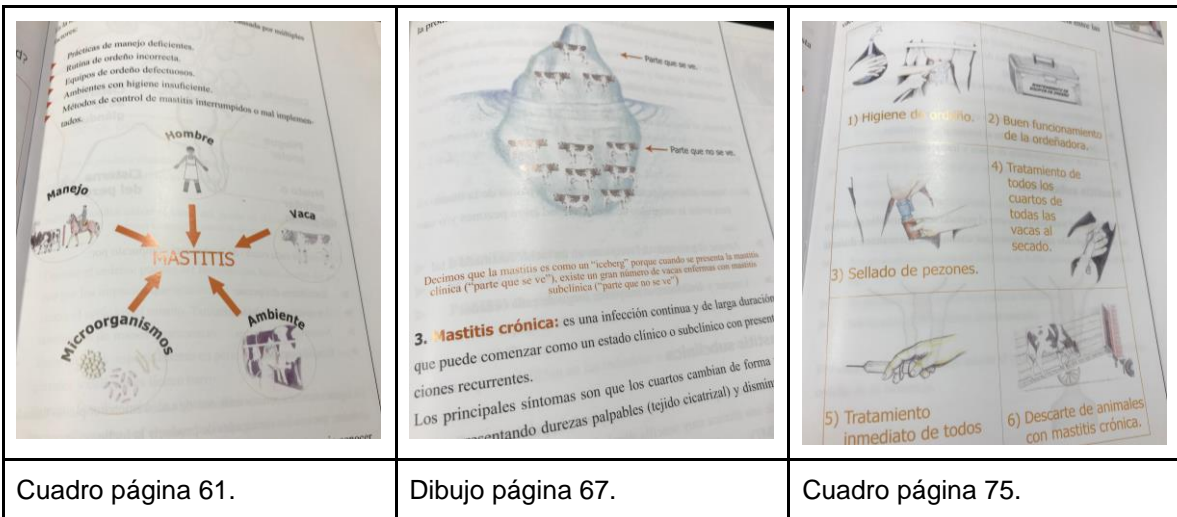 múltiples
Prácticas de manejo deficientes.
Rutina de ordeño incorrecta.
Equipos de ordeño defectuosos.
Ambientes con higiene insuficiente.
Métodos de control de mastitis interrumpidos o mal implemen-
tados.
Hombre
Manejo
Vaca
MASTITIS
Microorganismos
Ambiente
Cuadro página 61.
Parte que se ve.
Parte que no se ve.
Decimos que la mastitis es como un "iceberg" porque cuando se presenta la mastitis
clínica ("parte que se ve"), existe un gran número de vacas enfermas con mastitis
subclínica ("parte que no se ve")
3. Mastitis crónica: es una infección continua y de larga duración
que puede comenzar como un estado clínico o subclínico con present
ciones recurrentes.
Los principales síntomas son que los cuartos cambian de forma
esentando durezas palpables (tejido cicatrizal) y dismin
Dibujo página 67.
1) Higiene de ordeño.
2) Buen funcionamiento
de la ordeñadora.
3) Sellado de pezones.
4) Tratamiento de
todos los
cuartos de
todas las
vacas al
secado.
5) Tratamiento
inmediato de todos
6) Descarte de animales
con mastitis crónica.
Cuadro página 75.